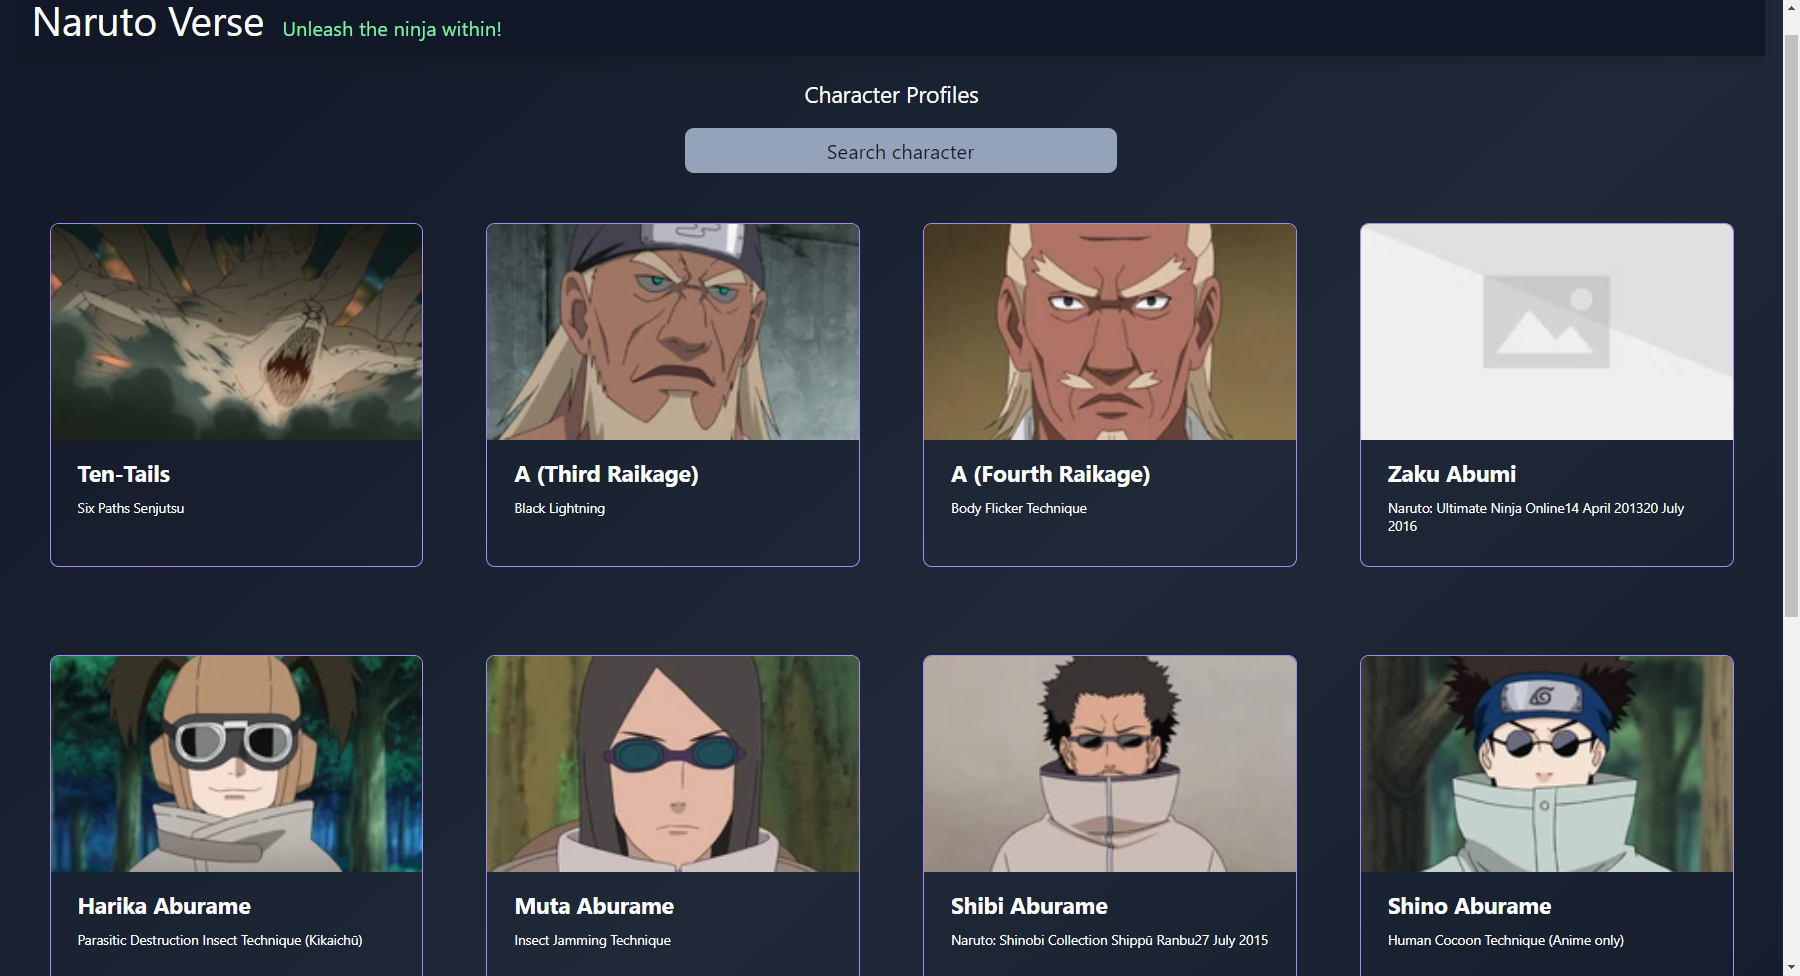 Naruto Verse Unleash the ninja within!
Character Profiles
Search character
Ten-Tails
Six Paths Senjutsu
A (Third Raikage)
Black Lightning
A (Fourth Raikage)
Body Flicker Technique
Zaku Abumi
Naruto: Ultimate Ninja Online14 April 201320 July
2016
Harika Aburame
Parasitic Destruction Insect Technique (Kikaichū)
Muta Aburame
Insect Jamming Technique
Shibi Aburame
Naruto: Shinobi Collection Shippū Ranbu27 July 2015
Shino Aburame
Human Cocoon Technique (Anime only)